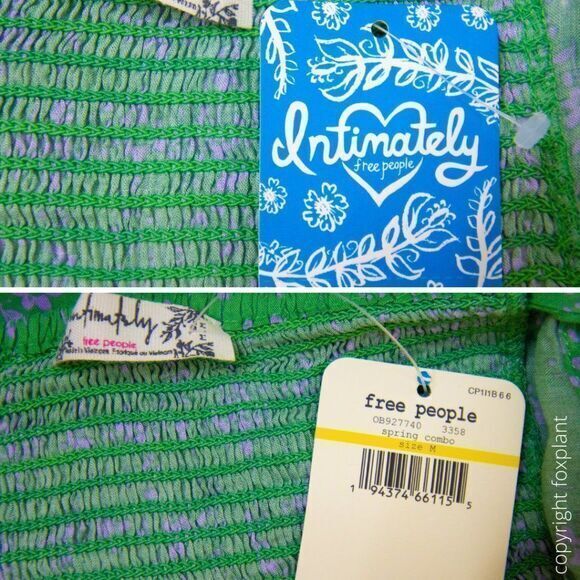 Intimately
free people
Intimately
free people
CP1I1B66
free people
OB927740 3358
spring combo
size M
1 94374 66115 5
copyright foxplant